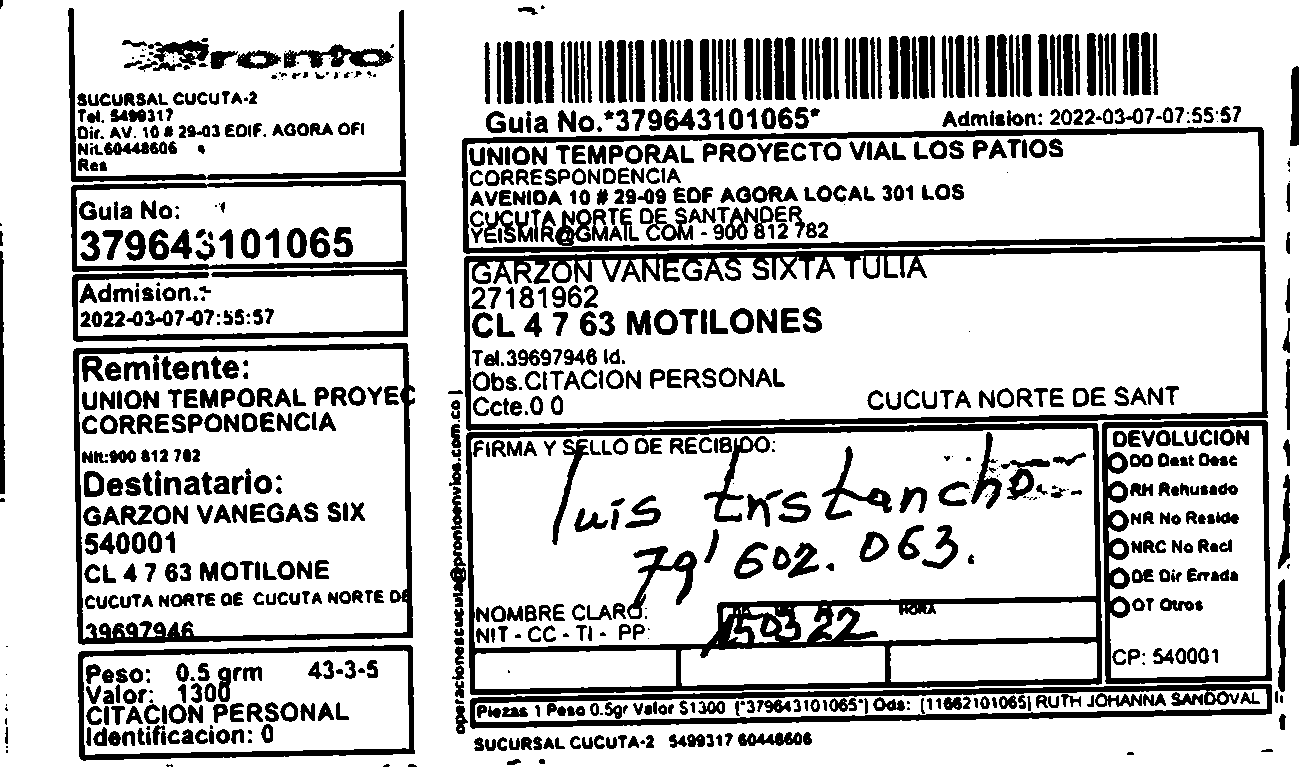 Pronto
SUCURSAL CUCUTA-2
Tel. 5499317
Dir. AV. 10 # 29-03 EDIF. AGORA OFI
Nit.60448606
Res
Guia No:
379643101065
Admision.:
2022-03-07-07:55:57
Remitente:
UNION TEMPORAL PROYEC
CORRESPONDENCIA
Nit:900 812 782
Destinatario:
GARZON VANEGAS SIX
540001
CL 4 7 63 MOTILONE
CUCUTA NORTE DE CUCUTA NORTE DE
39697946
Peso: 0.5 grm 43-3-5
Valor: 1300
CITACION PERSONAL
Identificacion: 0
Guia No.*379643101065*
Admision: 2022-03-07-07:55:57
UNION TEMPORAL PROYECTO VIAL LOS PATIOS
CORRESPONDENCIA
AVENIDA 10 # 29-09 EDF AGORA LOCAL 301 LOS
CUCUTA NORTE DE SANTANDER
YEISMIR@GMAIL COM - 900 812 782
GARZON VANEGAS SIXTA TULIA
27181962
CL 4 7 63 MOTILONES
Tel.39697946 Id.
Obs.CITACION PERSONAL
Ccte.0 0
CUCUTA NORTE DE SANT
operacionescucuta@prontoenvios.com.co
FIRMA Y SELLO DE RECIBIDO:
luis tristancho
79'602.063.
NOMBRE CLARO:
NIT - CC - TI - PP:
HORA
150322
DEVOLUCION
DD Dest Desc
RH Rehusado
NR No Reside
NRC No Recl
DE Dir Errada
OT Otros
CP: 540001
Piezas 1 Peso 0.5gr Valor $1300 (*379643101065*) Ods: [11662101065] RUTH JOHANNA SANDOVAL
SUCURSAL CUCUTA-2 5499317 60448606